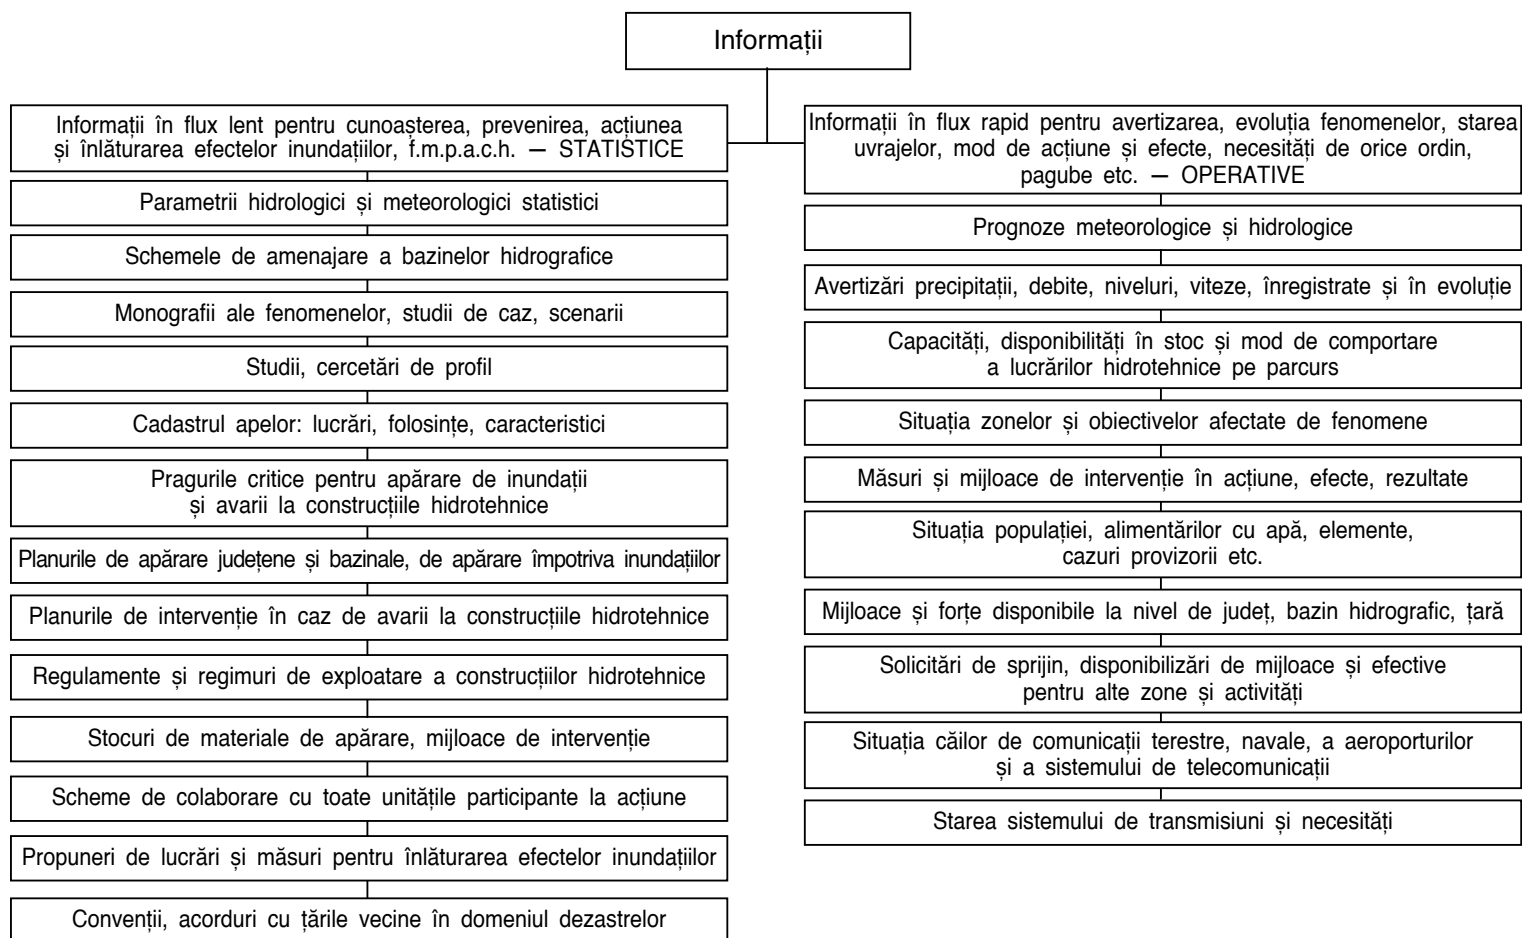 Informații
Informații în flux lent pentru cunoașterea, prevenirea, acțiunea
și înlăturarea efectelor inundațiilor, f.m.p.a.c.h. — STATISTICE
Parametrii hidrologici și meteorologici statistici
Schemele de amenajare a bazinelor hidrografice
Monografii ale fenomenelor, studii de caz, scenarii
Studii, cercetări de profil
Cadastrul apelor: lucrări, folosințe, caracteristici
Pragurile critice pentru apărare de inundații
și avarii la construcțiile hidrotehnice
Planurile de apărare județene și bazinale, de apărare împotriva inundațiilor
Planurile de intervenție în caz de avarii la construcțiile hidrotehnice
Regulamente și regimuri de exploatare a construcțiilor hidrotehnice
Stocuri de materiale de apărare, mijloace de intervenție
Scheme de colaborare cu toate unitățile participante la acțiune
Propuneri de lucrări și măsuri pentru înlăturarea efectelor inundațiilor
Convenții, acorduri cu țările vecine în domeniul dezastrelor
Informații în flux rapid pentru avertizarea, evoluția fenomenelor, starea
uvrajelor, mod de acțiune și efecte, necesități de orice ordin,
pagube etc. — OPERATIVE
Prognoze meteorologice și hidrologice
Avertizări precipitații, debite, niveluri, viteze, înregistrate și în evoluție
Capacități, disponibilități în stoc și mod de comportare
a lucrărilor hidrotehnice pe parcurs
Situația zonelor și obiectivelor afectate de fenomene
Măsuri și mijloace de intervenție în acțiune, efecte, rezultate
Situația populației, alimentărilor cu apă, elemente,
cazuri provizorii etc.
Mijloace și forțe disponibile la nivel de județ, bazin hidrografic, țară
Solicitări de sprijin, disponibilizări de mijloace și efective
pentru alte zone și activități
Situația căilor de comunicații terestre, navale, a aeroporturilor
și a sistemului de telecomunicații
Starea sistemului de transmisiuni și necesități